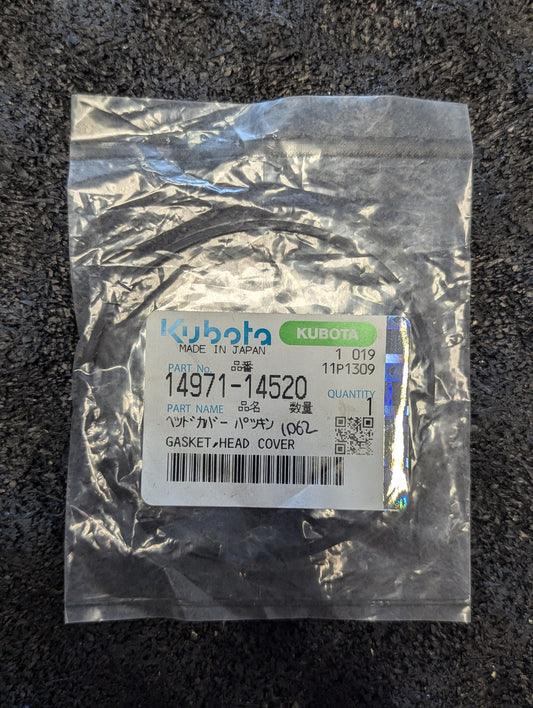 Kubota KUBOTA
MADE IN JAPAN
1 019
PART No. 品番 11P1309
14971-14520 QUANTITY
PART NAME 品名 数量 1
ヘッドカバー パッキン 1062
GASKET,HEAD COVER